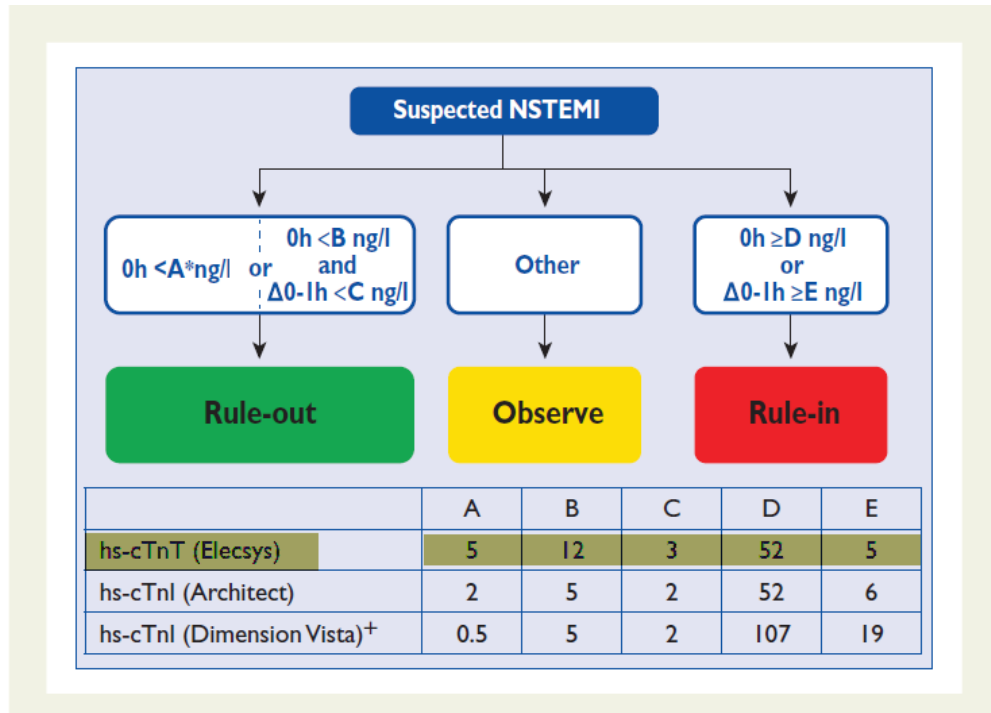 Suspected NSTEMI
0h <A*ng/l or 0h <B ng/l
and
Δ0-1h <C ng/l
Other
0h ≥D ng/l
or
Δ0-1h ≥E ng/l
Rule-out
Observe
Rule-in
A B C D E
hs-cTnT (Elecsys) 5 12 3 52 5
hs-cTnI (Architect) 2 5 2 52 6
hs-cTnI (Dimension Vista)+ 0.5 5 2 107 19